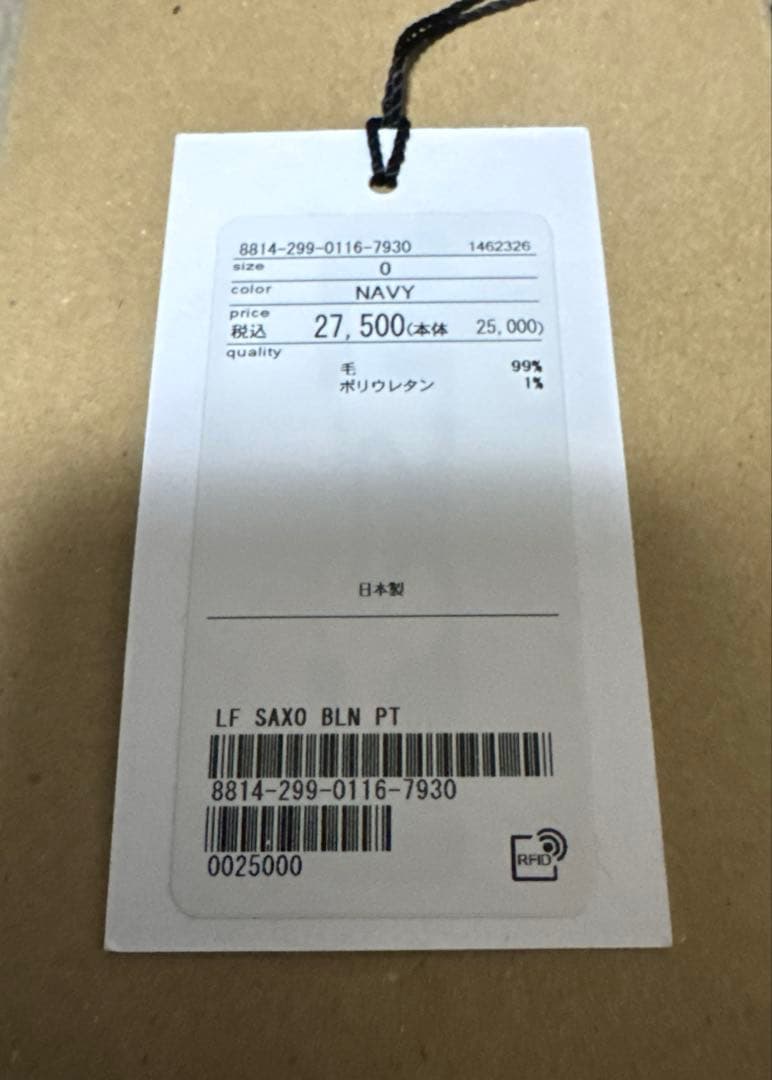 8814-299-0116-7930 1462326
size 0
color NAVY
price
税込 27,500(本体 25,000)
quality
毛 99%
ポリウレタン 1%
日本製
LF SAXO BLN PT
8814-299-0116-7930
0025000
RFID